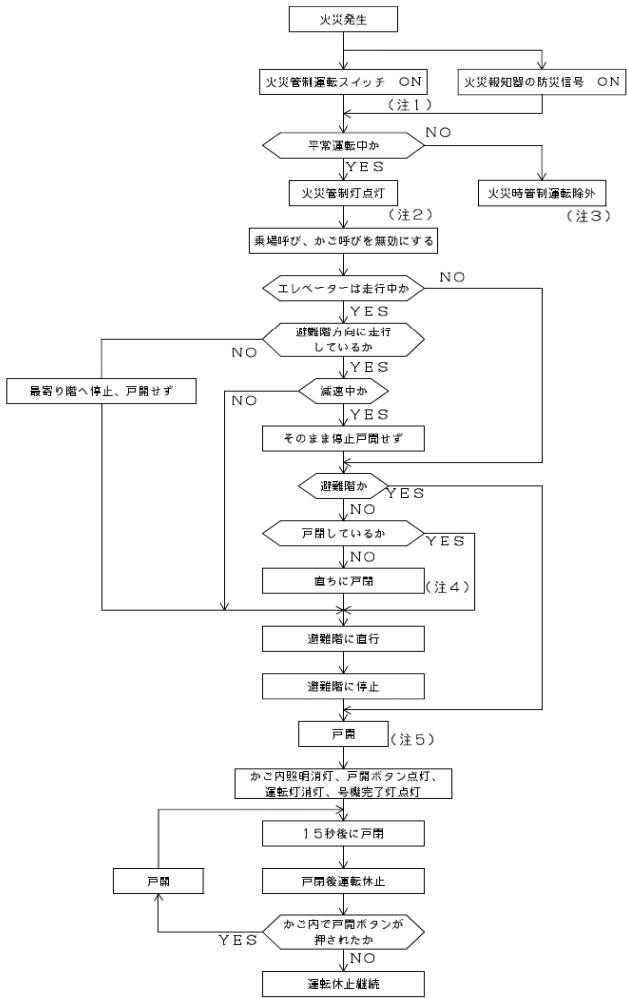 火災発生
火災管制運転スイッチ　ON
火災報知器の防災信号　ON
（注１）
平常運転中か
NO
YES
火災管制灯点灯
火災時管制運転除外
（注２）
（注３）
乗場呼び、かご呼びを無効にする
エレベーターは走行中か
NO
YES
避難階方向に走行
しているか
NO
YES
最寄り階へ停止、戸開せず
減速中か
NO
YES
そのまま停止戸開せず
避難階か
YES
NO
戸閉しているか
YES
NO
直ちに戸閉
（注４）
避難階に直行
避難階に停止
戸開
（注５）
かご内照明消灯、戸開ボタン点灯、
運転灯消灯、号機完了灯点灯
１５秒後に戸閉
戸開
戸閉後運転休止
かご内で戸開ボタンが
押されたか
YES
NO
運転休止継続